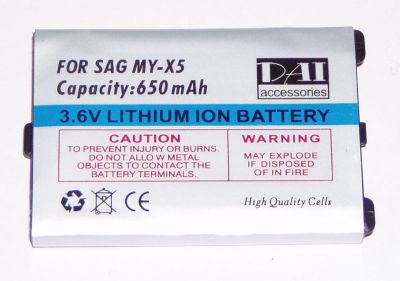 FOR SAG MY-X5
Capacity:650mAh
DAI
accessories
3.6V LITHIUM ION BATTERY
CAUTION
TO PREVENT INJURY OR BURNS.
DO NOT ALLO W METAL
OBJECTS TO CONTACT THE
BATTERY TERMINALS
WARNING
MAY EXPLODE
IF DISPOSED
OF IN FIRE
CE
High Quality Cells